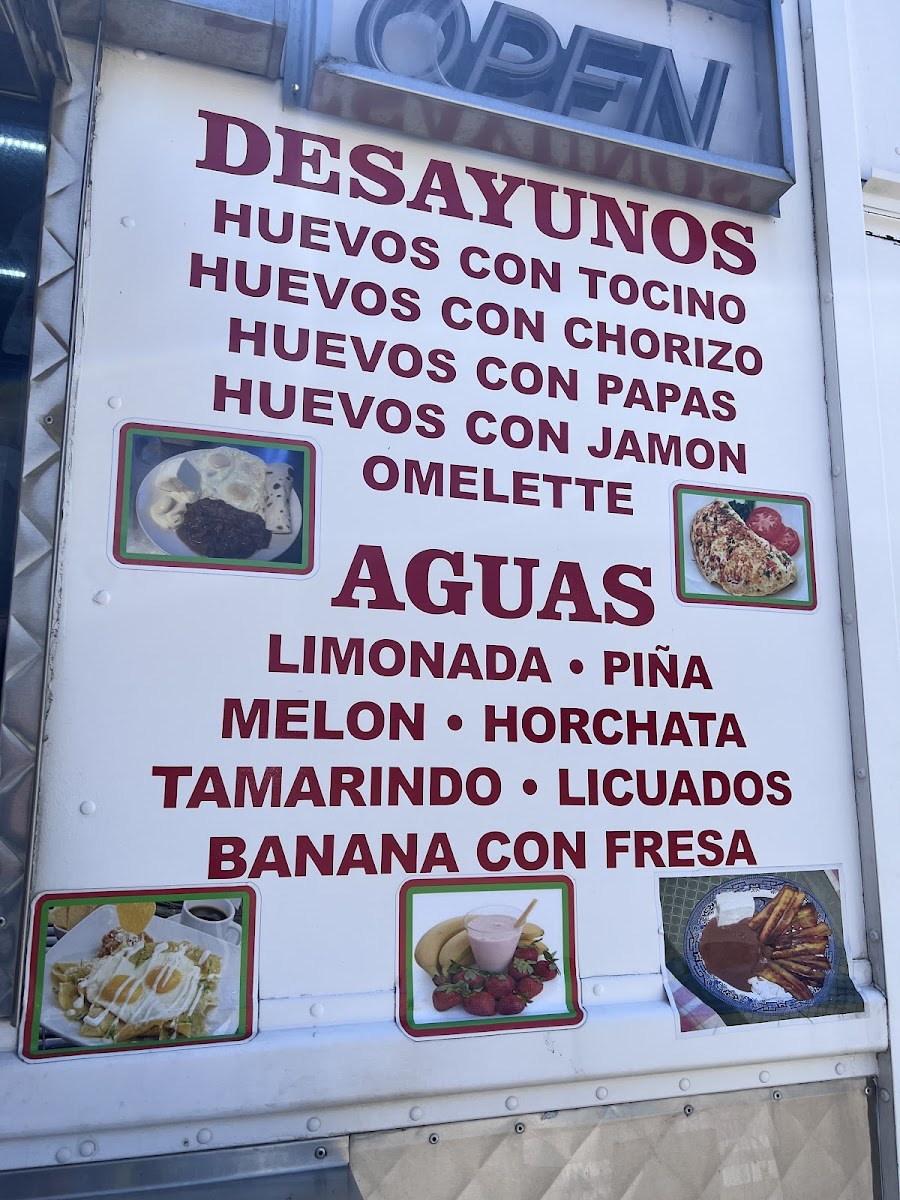 OPEN
DESAYUNOS
HUEVOS CON TOCINO
HUEVOS CON CHORIZO
HUEVOS CON PAPAS
HUEVOS CON JAMON
OMELETTE
AGUAS
LIMONADA • PIÑA
MELON • HORCHATA
TAMARINDO • LICUADOS
BANANA CON FRESA